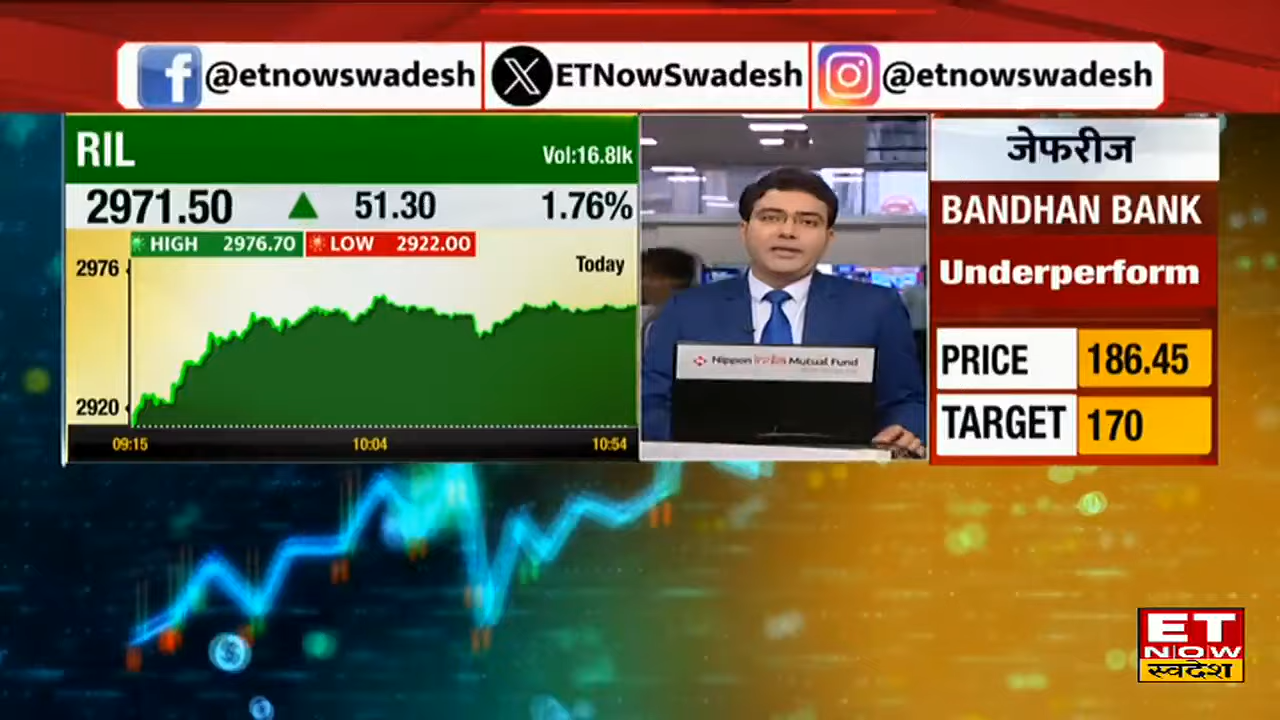 @etnowswadesh
ETNowSwadesh
@etnowswadesh
RIL
Vol:16.8lk
2971.50 ▲ 51.30 1.76%
HIGH 2976.70 LOW 2922.00
Today
2976
2920
09:15 10:04 10:54
Nippon India Mutual Fund
जेफरीज
BANDHAN BANK
Underperform
PRICE 186.45
TARGET 170
ET
NOW
स्वदेश